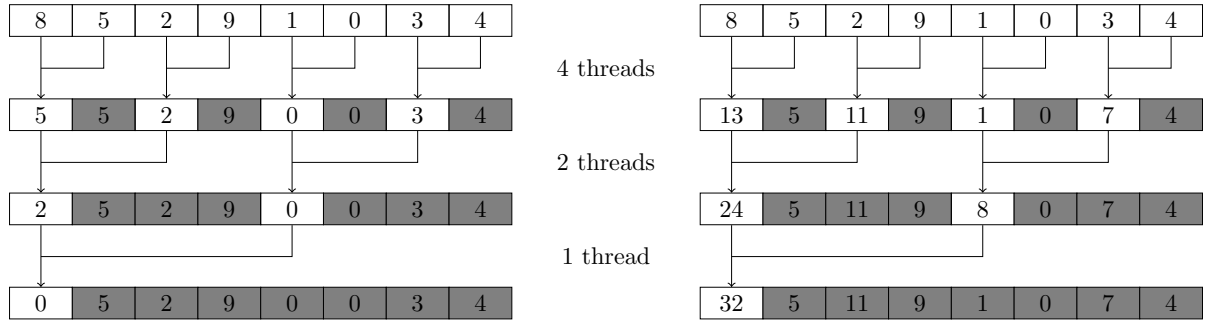 8 5 2 9 1 0 3 4 8 5 2 9 1 0 3 4
4 threads
5 5 2 9 0 0 3 4 13 5 11 9 1 0 7 4
2 threads
2 5 2 9 0 0 3 4 24 5 11 9 8 0 7 4
1 thread
0 5 2 9 0 0 3 4 32 5 11 9 1 0 7 4